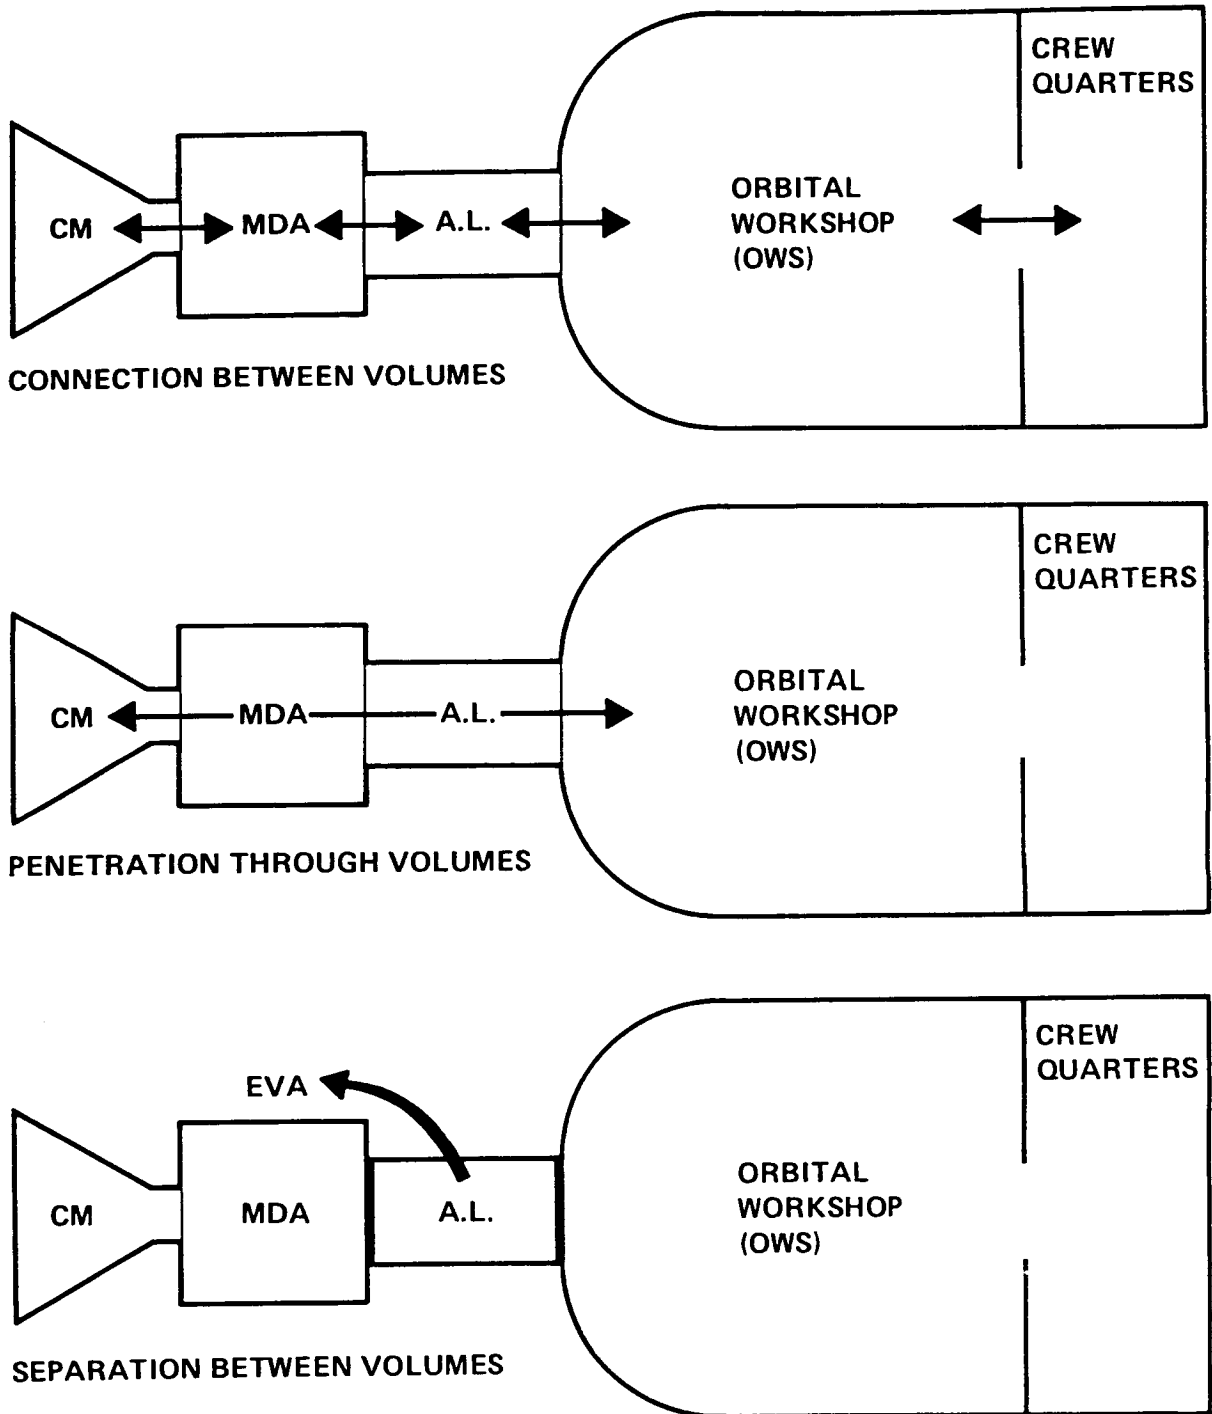 CREW
QUARTERS
ORBITAL
WORKSHOP
(OWS)
CM
MDA
A.L.
CONNECTION BETWEEN VOLUMES
CREW
QUARTERS
ORBITAL
WORKSHOP
(OWS)
CM
MDA
A.L.
PENETRATION THROUGH VOLUMES
CREW
QUARTERS
EVA
ORBITAL
WORKSHOP
(OWS)
CM
MDA
A.L.
SEPARATION BETWEEN VOLUMES